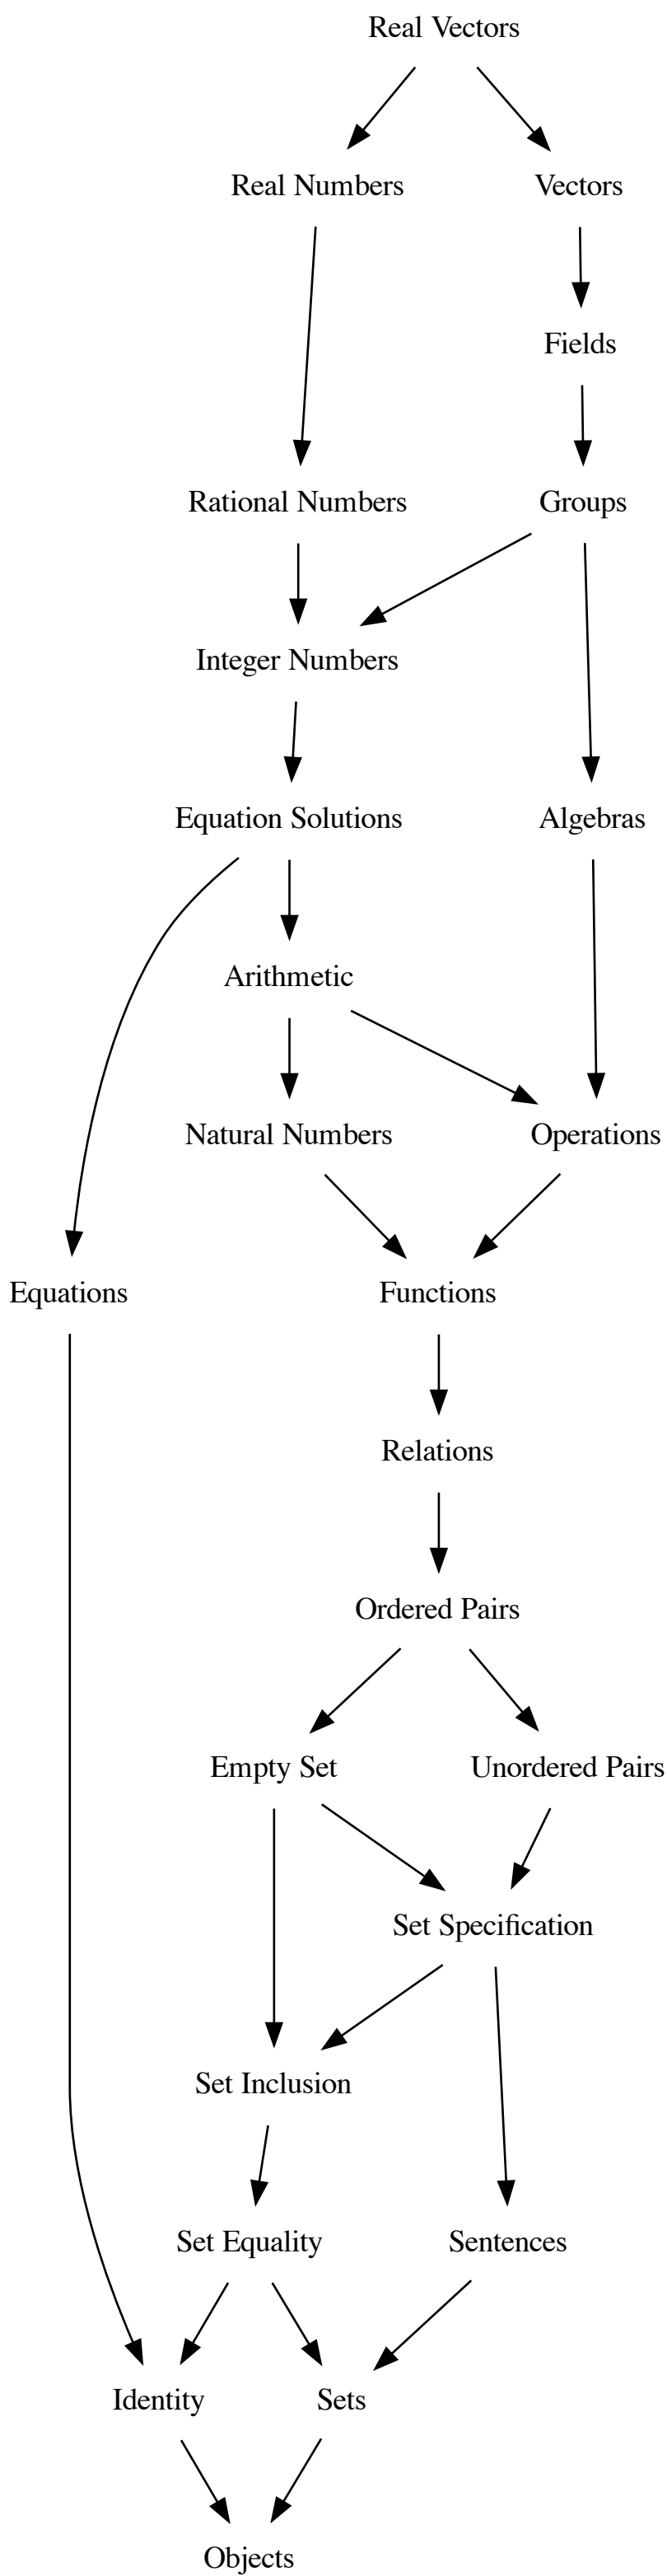 Real Vectors
Real Numbers
Vectors
Fields
Rational Numbers
Groups
Integer Numbers
Equation Solutions
Algebras
Arithmetic
Natural Numbers
Operations
Equations
Functions
Relations
Ordered Pairs
Empty Set
Unordered Pairs
Set Specification
Set Inclusion
Set Equality
Sentences
Identity
Sets
Objects